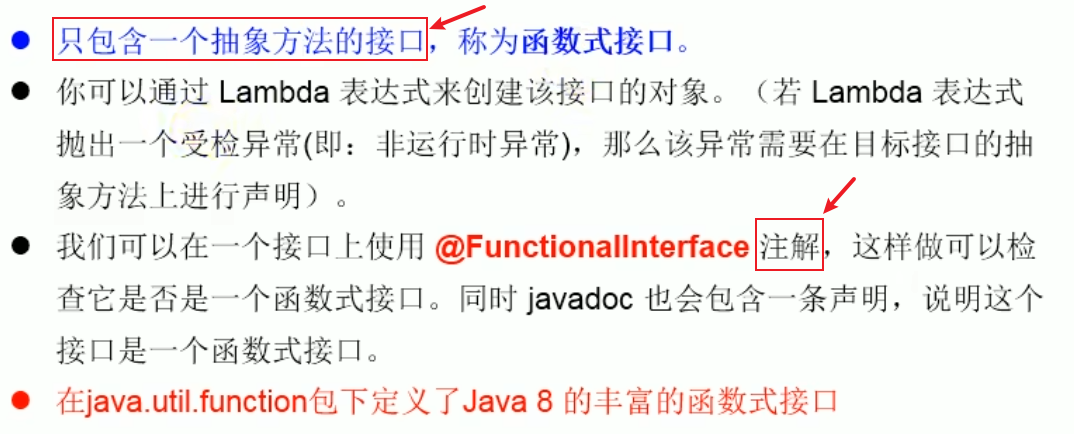 ● 只包含一个抽象方法的接口，称为函数式接口。
● 你可以通过 Lambda 表达式来创建该接口的对象。（若 Lambda 表达式
抛出一个受检异常(即：非运行时异常)，那么该异常需要在目标接口的抽
象方法上进行声明）。
● 我们可以在一个接口上使用 @FunctionalInterface 注解，这样做可以检
查它是否是一个函数式接口。同时 javadoc 也会包含一条声明，说明这个
接口是一个函数式接口。
● 在java.util.function包下定义了Java 8 的丰富的函数式接口